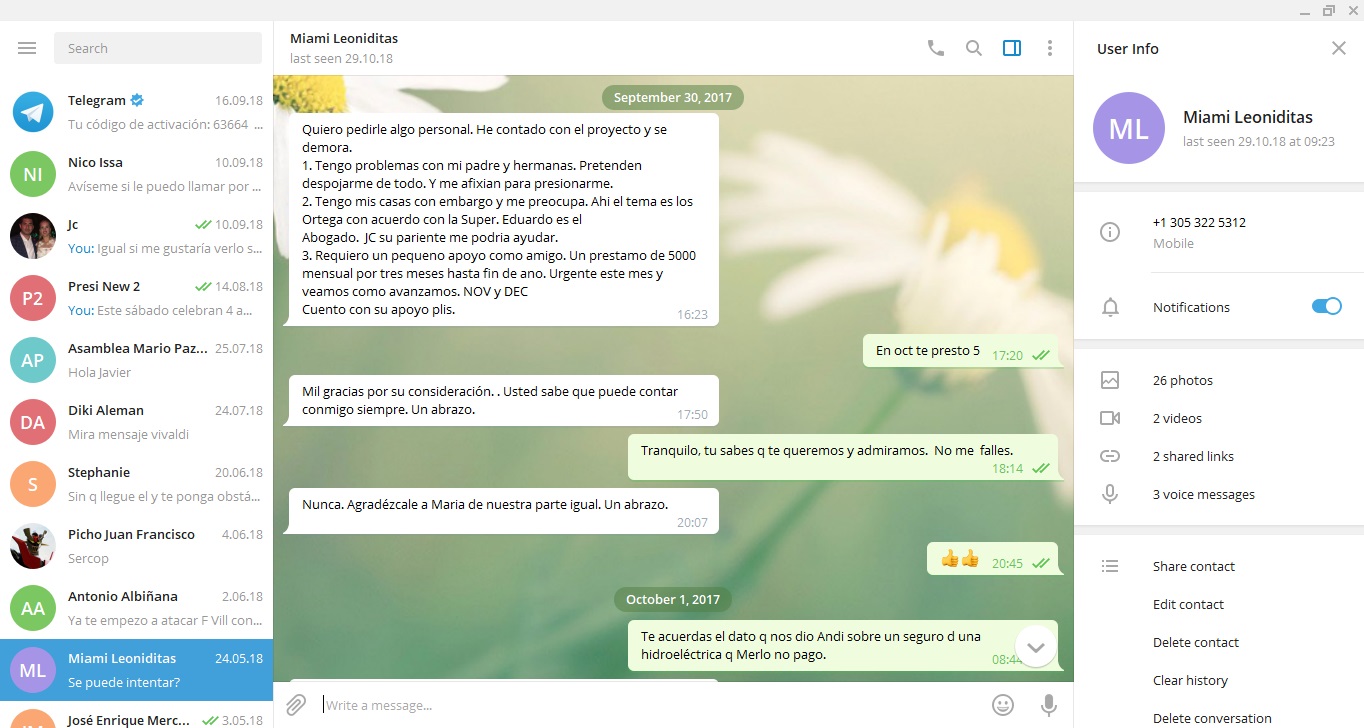 Search
Telegram 16.09.18
Tu código de activación: 63664 ...
NI
Nico Issa 10.09.18
Avíseme si le puedo llamar por ...
Jc 10.09.18
You: Igual si me gustaría verlo s...
P2
Presi New 2 14.08.18
You: Este sábado celebran 4 a...
AP
Asamblea Mario Paz... 25.07.18
Hola Javier
DA
Diki Aleman 24.07.18
Mira mensaje vivaldi
S
Stephanie 20.06.18
Sin q llegue el y te ponga obstá...
Picho Juan Francisco 4.06.18
Sercop
AA
Antonio Albiñana 2.06.18
Ya te empezo a atacar F Vill con...
ML
Miami Leoniditas 24.05.18
Se puede intentar?
José Enrique Merc... 3.05.18
Miami Leoniditas
last seen 29.10.18
September 30, 2017
Quiero pedirle algo personal. He contado con el proyecto y se
demora.
1. Tengo problemas con mi padre y hermanas. Pretenden
despojarme de todo. Y me afixian para presionarme.
2. Tengo mis casas con embargo y me preocupa. Ahi el tema es los
Ortega con acuerdo con la Super. Eduardo es el
Abogado. JC su pariente me podria ayudar.
3. Requiero un pequeno apoyo como amigo. Un prestamo de 5000
mensual por tres meses hasta fin de ano. Urgente este mes y
veamos como avanzamos. NOV y DEC
Cuento con su apoyo plis. 16:23
En oct te presto 5 17:20
Mil gracias por su consideración. . Usted sabe que puede contar
conmigo siempre. Un abrazo. 17:50
Tranquilo, tu sabes q te queremos y admiramos. No me falles.
18:14
Nunca. Agradézcale a Maria de nuestra parte igual. Un abrazo.
20:07
👍👍 20:45
October 1, 2017
Te acuerdas el dato q nos dio Andi sobre un seguro d una
hidroeléctrica q Merlo no pago. 08:44
Write a message...
User Info
ML
Miami Leoniditas
last seen 29.10.18 at 09:23
+1 305 322 5312
Mobile
Notifications
26 photos
2 videos
2 shared links
3 voice messages
Share contact
Edit contact
Delete contact
Clear history
Delete conversation